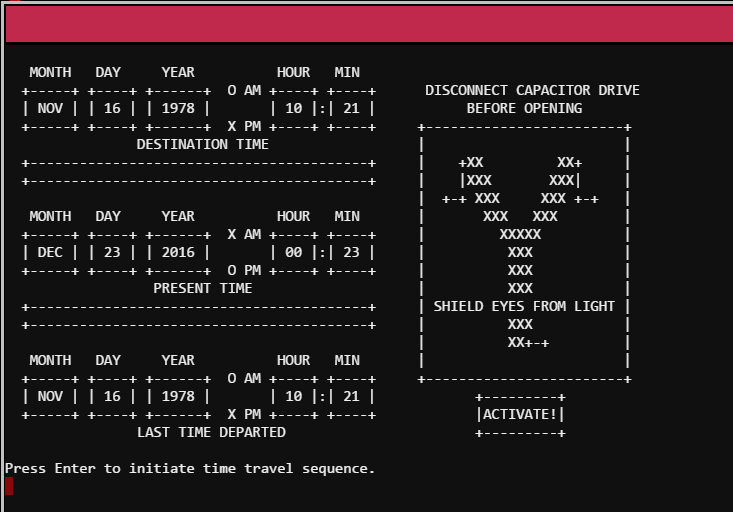 MONTH DAY YEAR HOUR MIN
O AM
NOV 16 1978 10 : 21
X PM
DESTINATION TIME
MONTH DAY YEAR HOUR MIN
X AM
DEC 23 2016 00 : 23
O PM
PRESENT TIME
MONTH DAY YEAR HOUR MIN
O AM
NOV 16 1978 10 : 21
X PM
LAST TIME DEPARTED
DISCONNECT CAPACITOR DRIVE
BEFORE OPENING
+XX XX+
|XXX XXX|
+-+ XXX XXX +-+
XXX XXX
XXXXX
XXX
XXX
XXX
SHIELD EYES FROM LIGHT
XXX
XX+-+
|ACTIVATE!|
Press Enter to initiate time travel sequence.